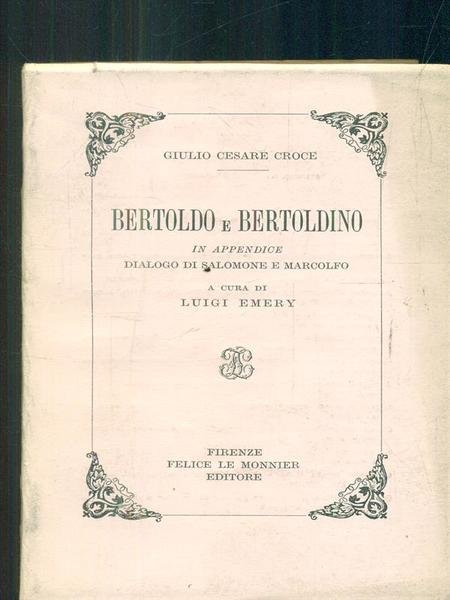 GIULIO CESARE CROCE
BERTOLDO E BERTOLDINO
IN APPENDICE
DIALOGO DI SALOMONE E MARCOLFO
A CURA DI
LUIGI EMERY
FIRENZE
FELICE LE MONNIER
EDITORE